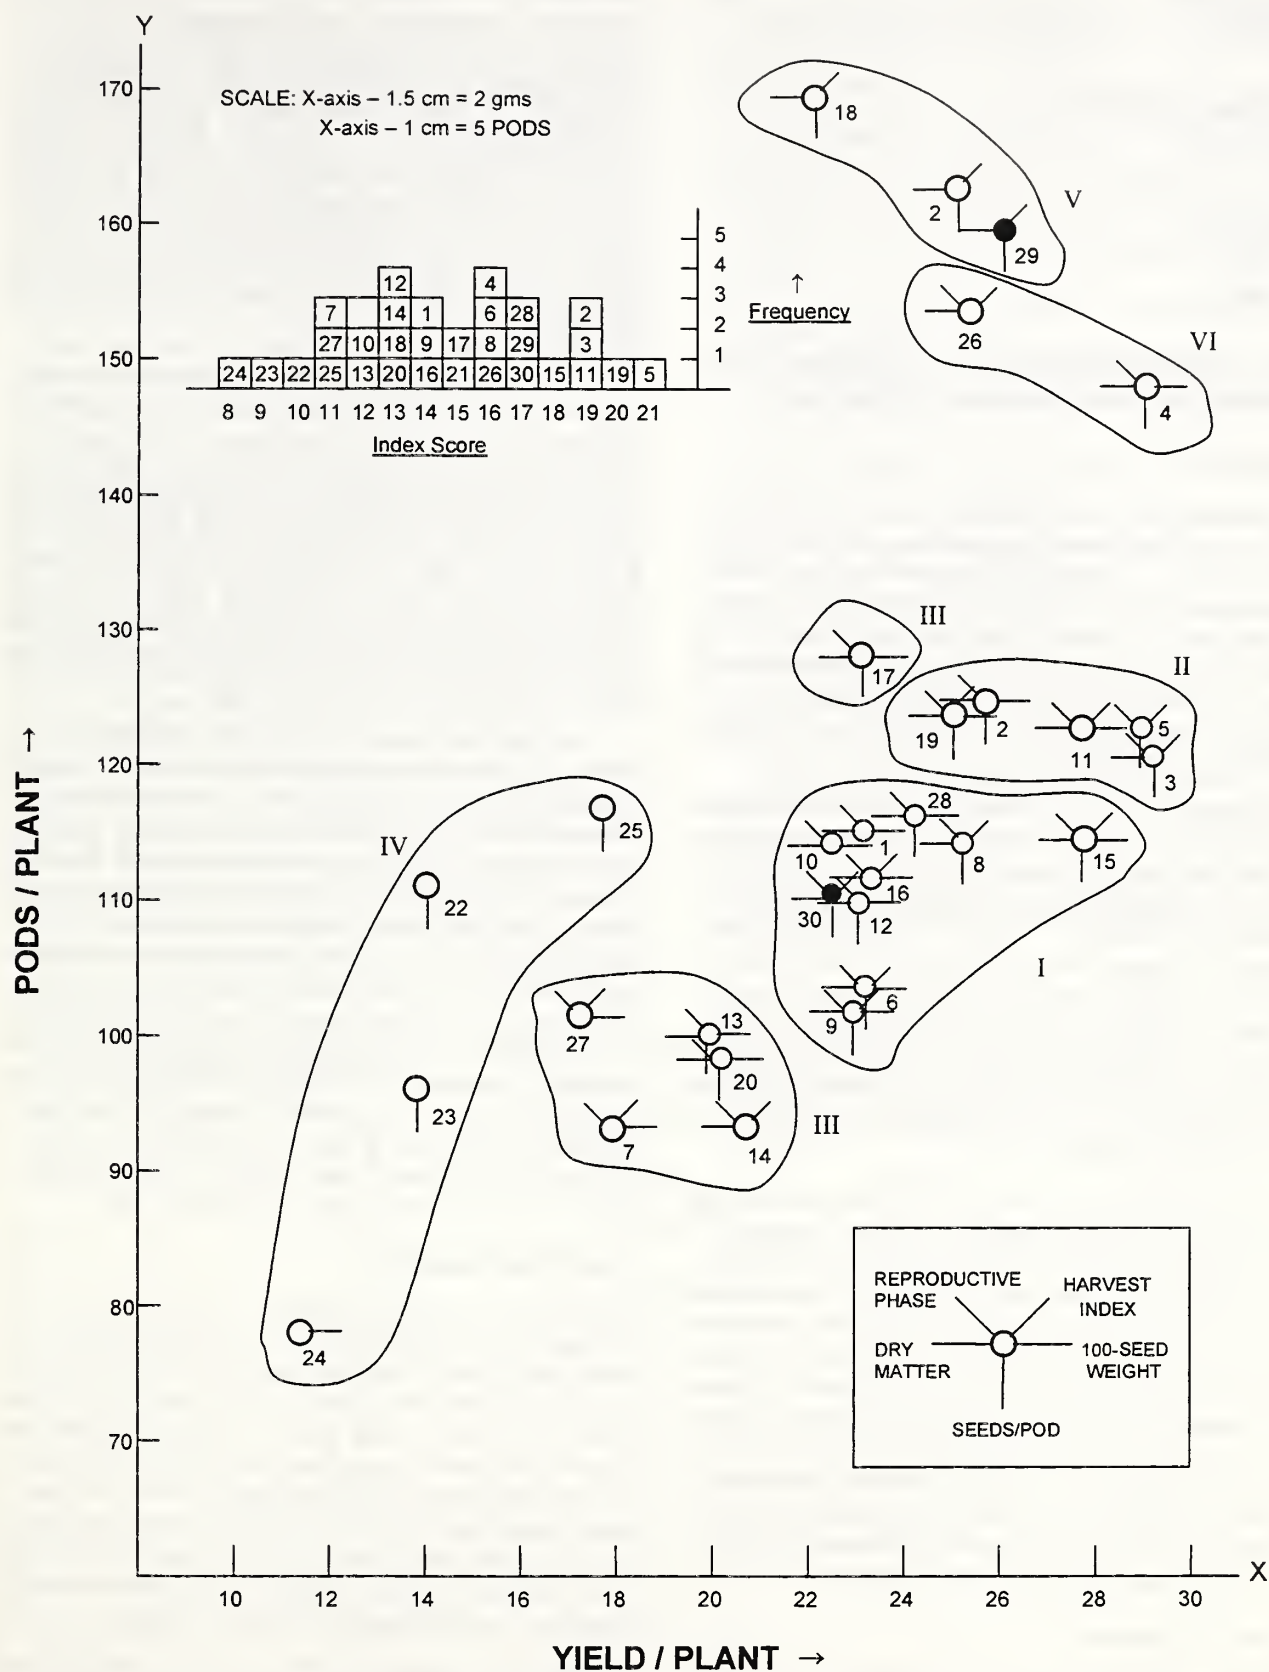 Y
170
SCALE: X-axis – 1.5 cm = 2 gms
X-axis – 1 cm = 5 PODS
18
2
V
29
160
5
4
3
2
1
↑
Frequency
12 4
7 14 1 6 28 2
27 10 18 9 17 8 29 3
24 23 22 25 13 20 16 21 26 30 15 11 19 5
8 9 10 11 12 13 14 15 16 17 18 19 20 21
Index Score
26
VI
4
150
140
130
III
17
II
19
2
11
5
3
120
25
IV
22
28
10
1
8
15
16
30
12
110
I
6
9
27
13
20
100
23
7
14
III
90
PODS / PLANT →
REPRODUCTIVE
PHASE
HARVEST
INDEX
DRY
MATTER
100-SEED
WEIGHT
SEEDS/POD
80
24
70
X
10 12 14 16 18 20 22 24 26 28 30
YIELD / PLANT →